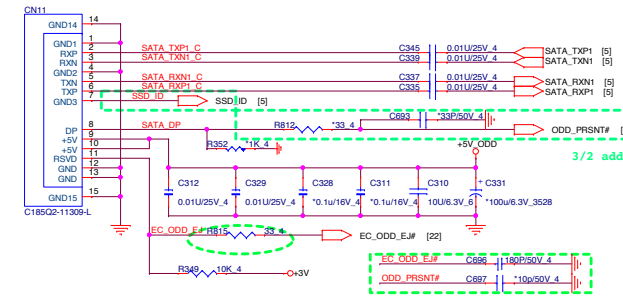 CN11
GND14 14
GND1 1
RXP 2 SATA_TXP1_C C345 0.01U/25V_4 SATA_TXP1 [5]
RXN 3 SATA_TXN1_C C339 0.01U/25V_4 SATA_TXN1 [5]
GND2 4
TXN 5 SATA_RXN1_C C337 0.01U/25V_4 SATA_RXN1 [5]
TXP 6 SATA_RXP1_C C335 0.01U/25V_4 SATA_RXP1 [5]
GND3 7 SSD_ID SSD_ID [5]
C693 *33P/50V_4
DP 8 SATA_DP R812 *33_4 ODD_PRSNT# [
+5V 9
+5V 10 R352 *1K_4 +5V_ODD
RSVD 11 3/2 add
GND 12
GND 13
C312 C329 C328 C311 C310 + C331
GND15 15 0.01U/25V_4 0.01U/25V_4 *0.1u/16V_4 *0.1u/16V_4 10U/6.3V_6 *100u/6.3V_3528
C185Q2-11309-L
EC_ODD_EJ R815 33_4 EC_ODD_EJ# [22]
EC_ODD_EJ# C696 180P/50V_4
R349 10K_4 +3V
ODD_PRSNT# C697 *10p/50V_4